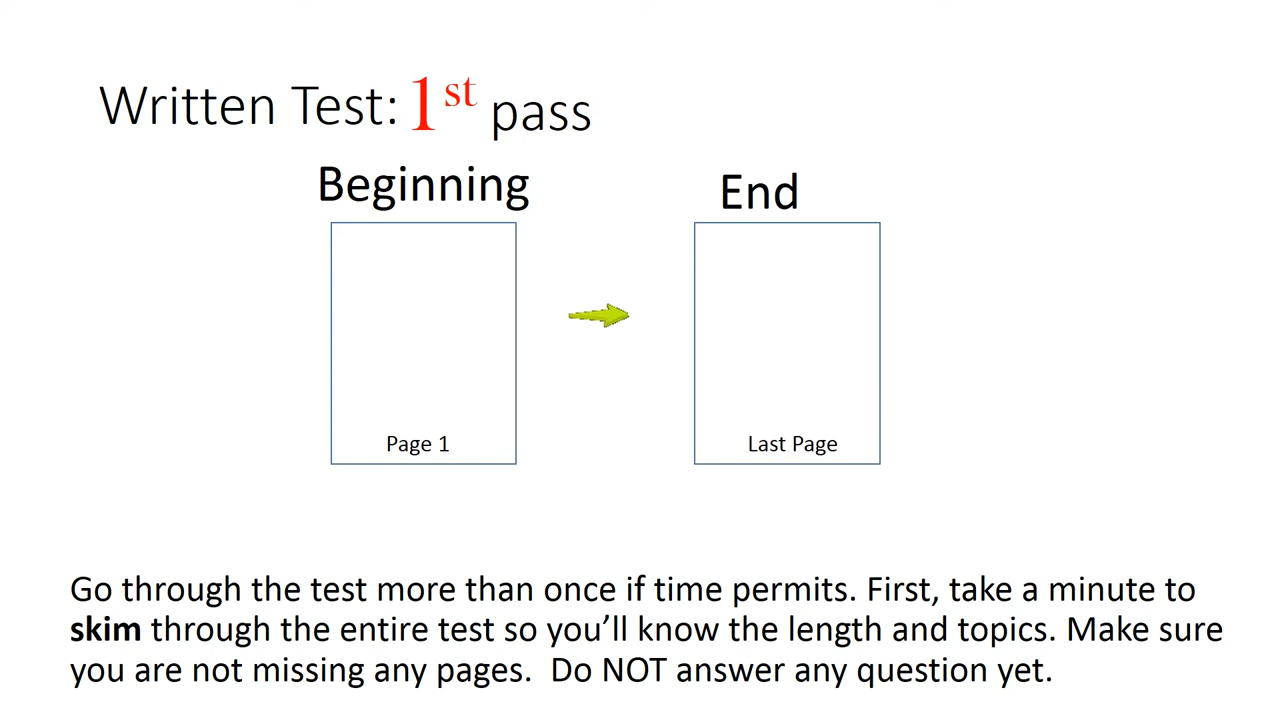 Written Test: 1st pass
Beginning
End
Page 1
Last Page
Go through the test more than once if time permits. First, take a minute to
skim through the entire test so you’ll know the length and topics. Make sure
you are not missing any pages.  Do NOT answer any question yet.